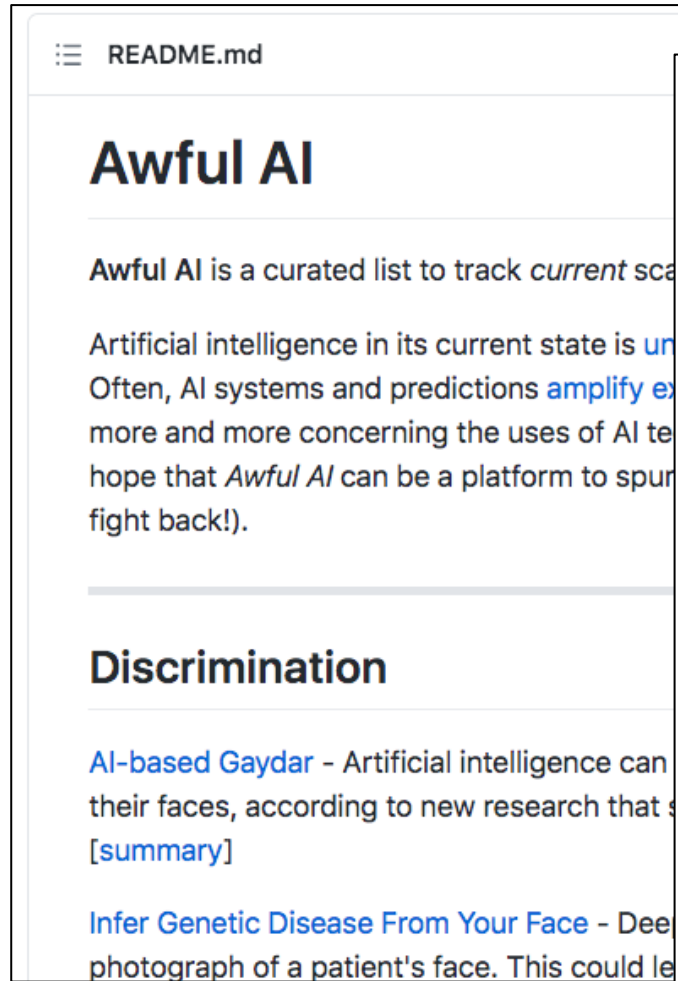 README.md
Awful AI
Awful AI is a curated list to track current sca
Artificial intelligence in its current state is un
Often, AI systems and predictions amplify ex
more and more concerning the uses of AI te
hope that Awful AI can be a platform to spur
fight back!).
Discrimination
AI-based Gaydar - Artificial intelligence can
their faces, according to new research that s
[summary]
Infer Genetic Disease From Your Face - Deep
photograph of a patient's face. This could le